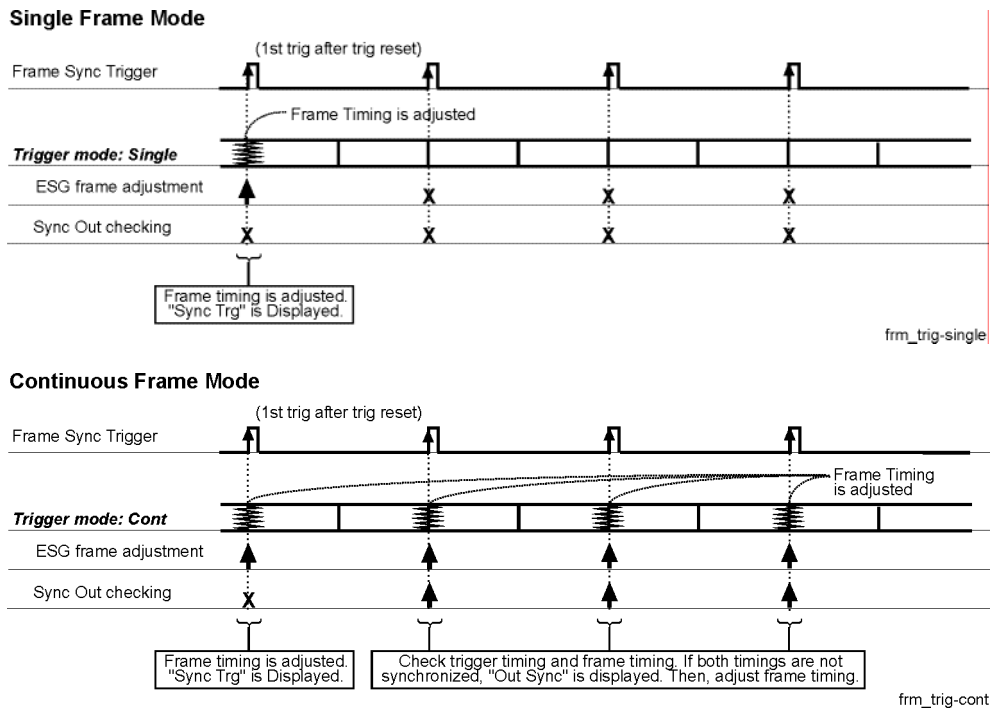 Single Frame Mode
(1st trig after trig reset)
Frame Sync Trigger
Frame Timing is adjusted
Trigger mode: Single
ESG frame adjustment
X X X
Sync Out checking
X X X X
Frame timing is adjusted.
"Sync Trg" is Displayed.
frm_trig-single
Continuous Frame Mode
(1st trig after trig reset)
Frame Sync Trigger
Frame Timing
is adjusted
Trigger mode: Cont
ESG frame adjustment
Sync Out checking
X
Frame timing is adjusted.
"Sync Trg" is Displayed.
Check trigger timing and frame timing. If both timings are not
synchronized, "Out Sync" is displayed. Then, adjust frame timing.
frm_trig-cont